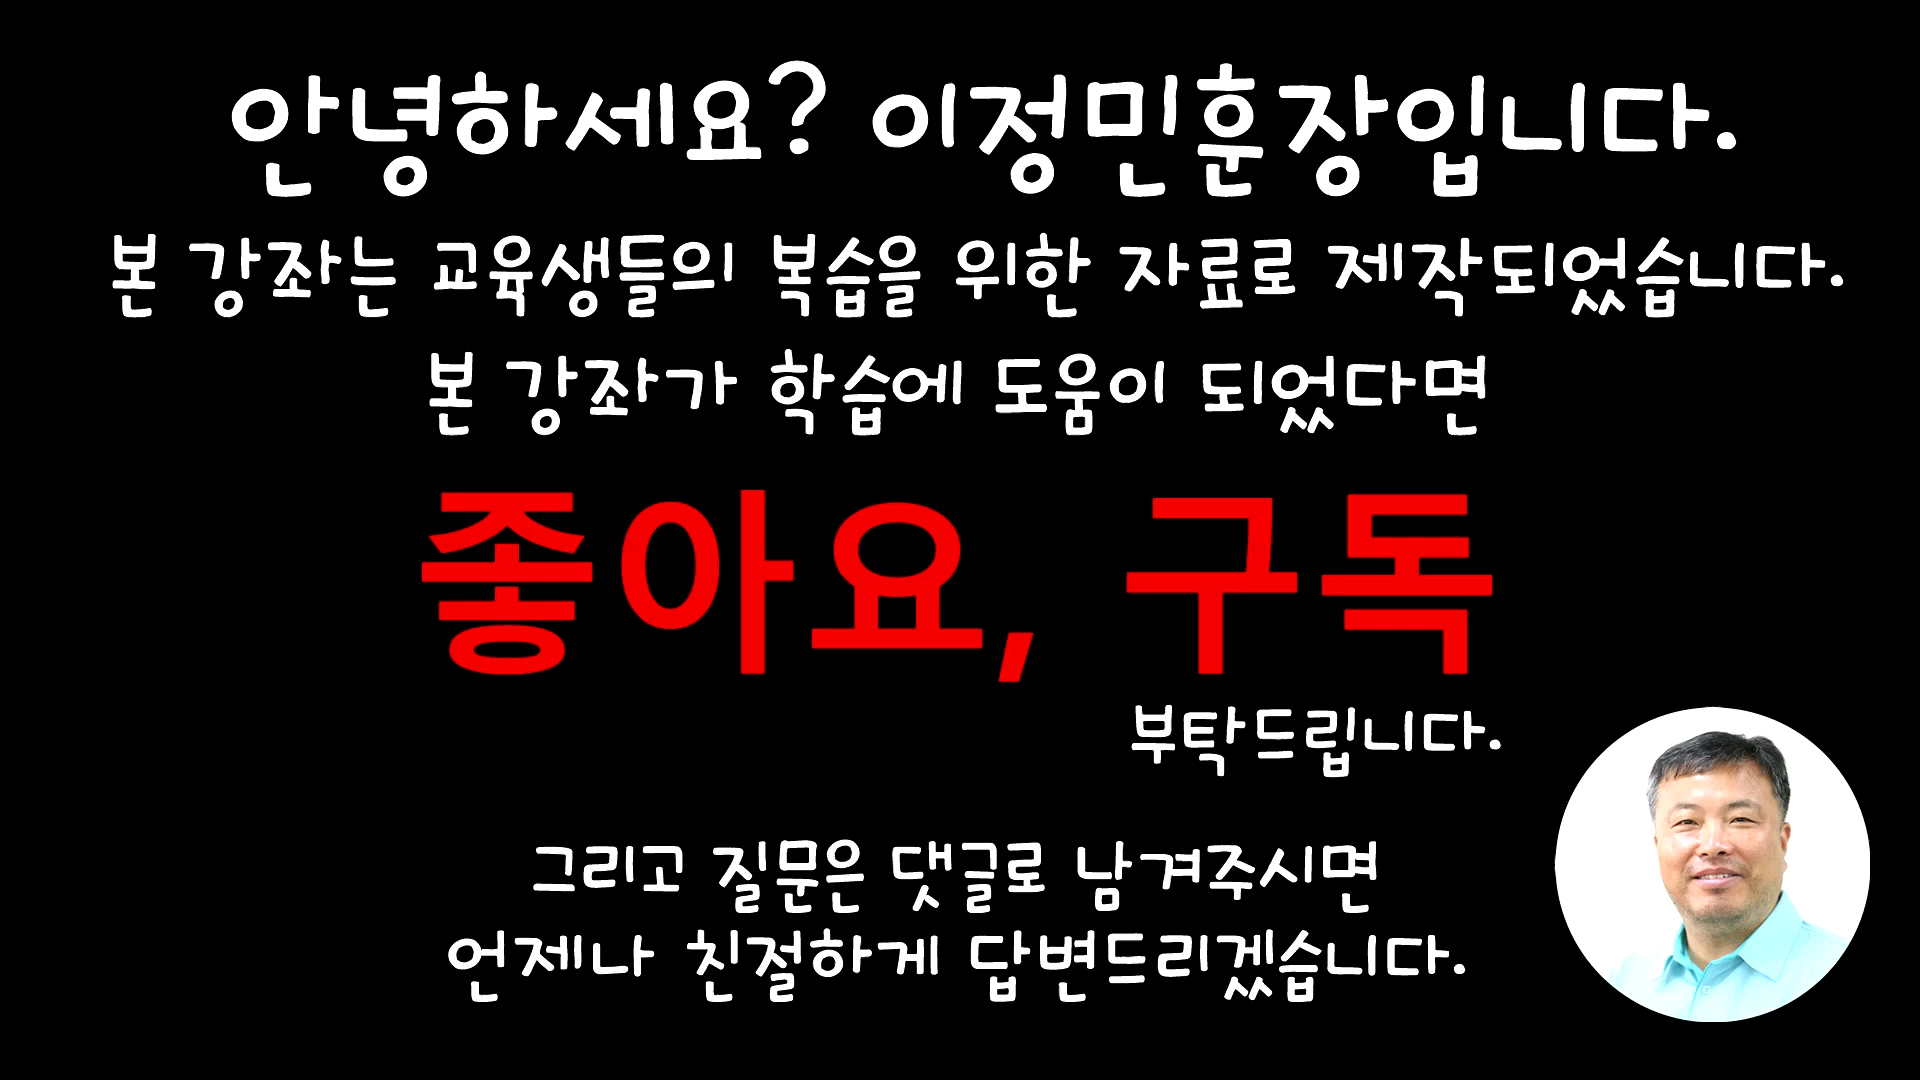 안녕하세요? 이정민훈장입니다.
본 강좌는 교육생들의 복습을 위한 자료로 제작되었습니다.
본 강좌가 학습에 도움이 되었다면
좋아요, 구독
부탁드립니다.
그리고 질문은 댓글로 남겨주시면
언제나 친절하게 답변드리겠습니다.